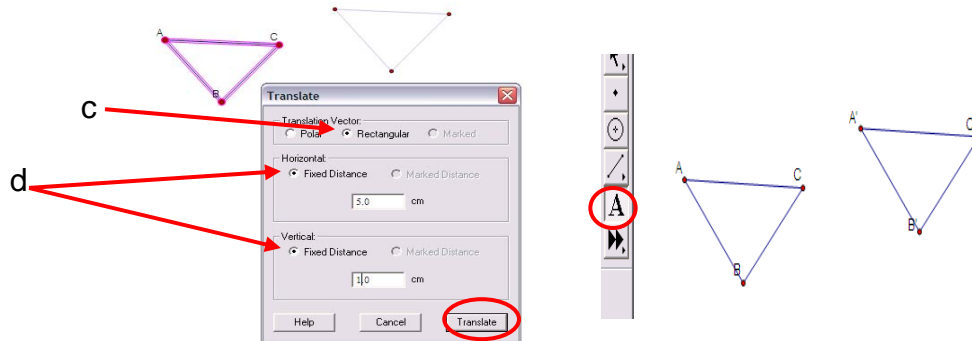 A
C
B
c
d
Translate
Translation Vector:
Polar
Rectangular
Marked
Horizontal:
Fixed Distance
Marked Distance
5.0
cm
Vertical:
Fixed Distance
Marked Distance
1.0
cm
Help
Cancel
Translate
A
A
C
B
A'
B'